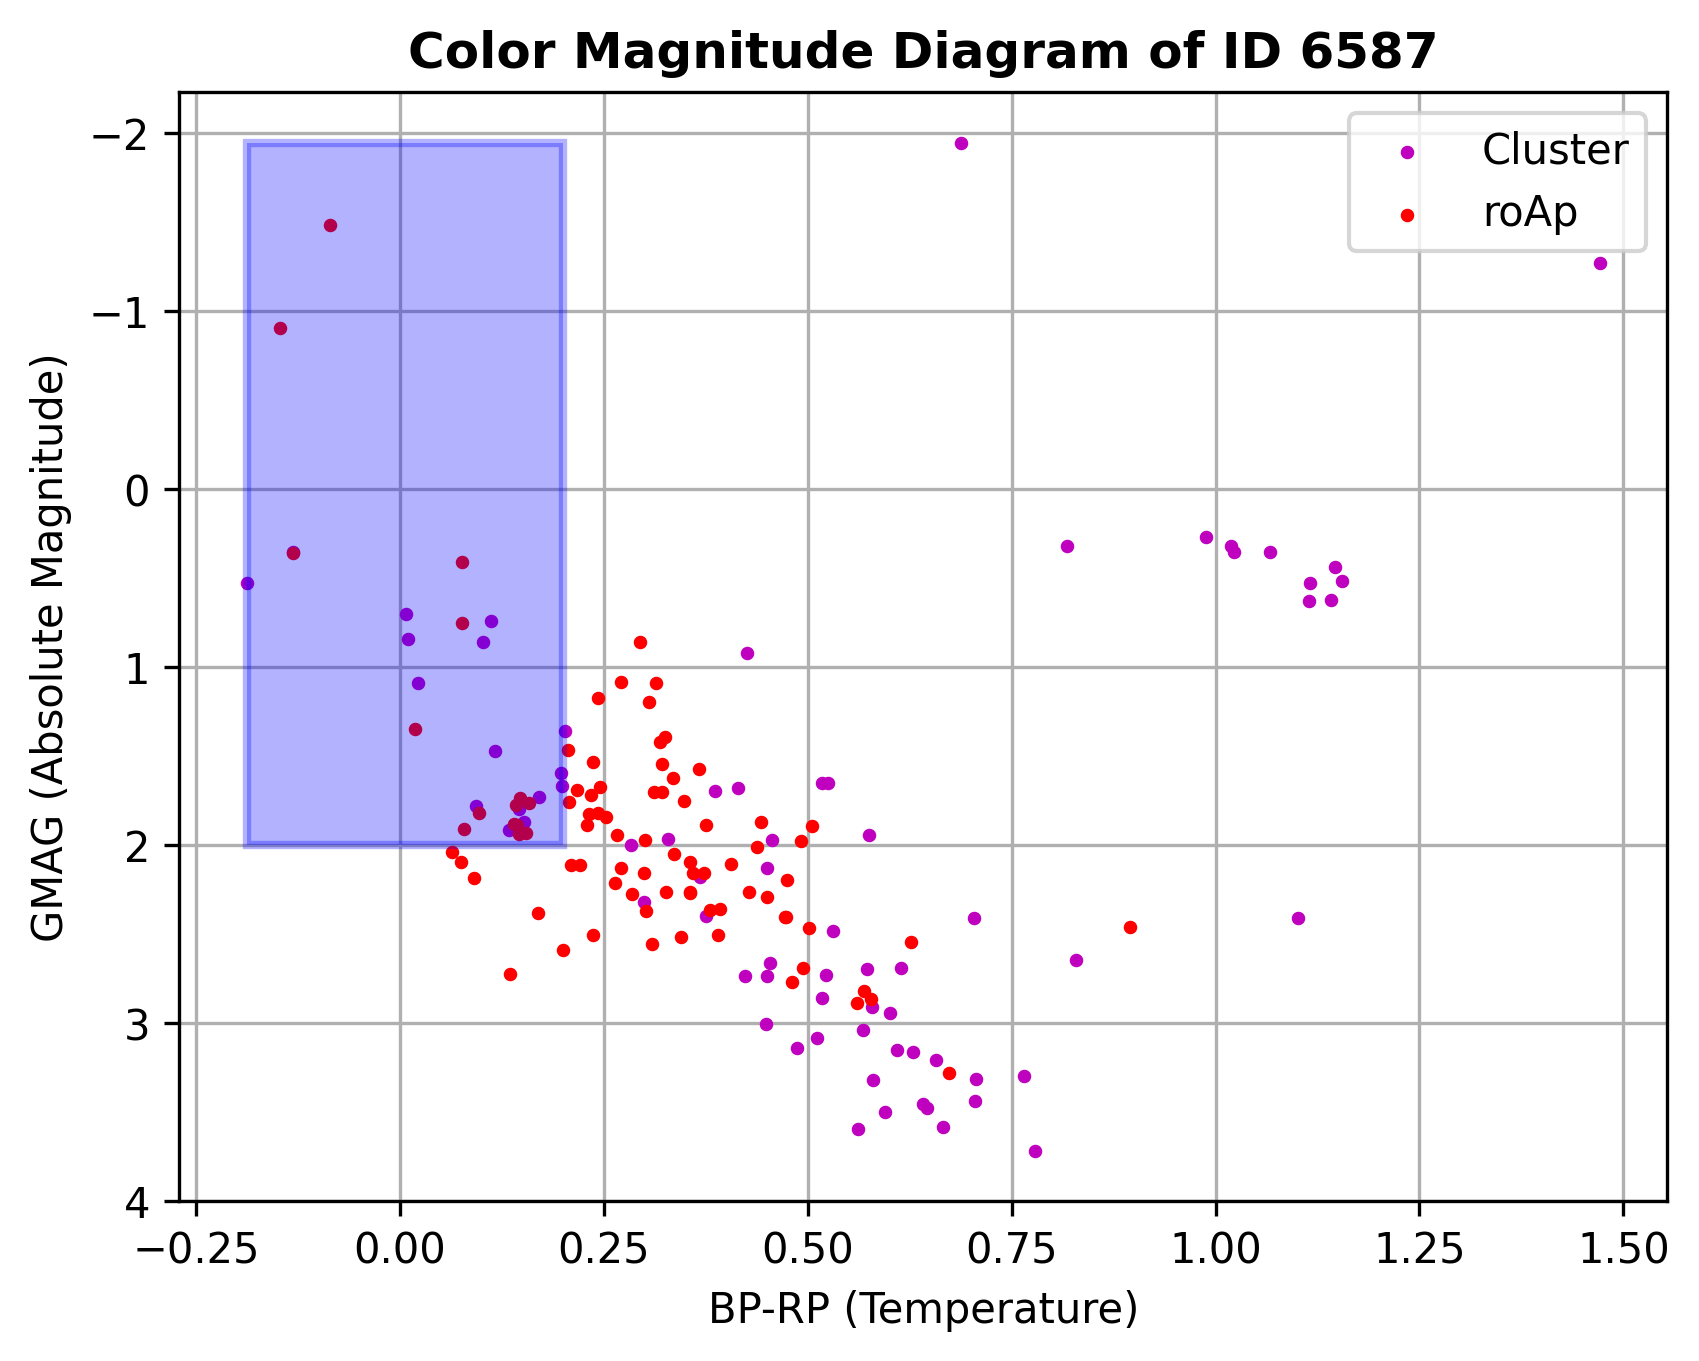 Color Magnitude Diagram of ID 6587
Cluster
roAp
−2
−1
0
1
2
3
4
GMAG (Absolute Magnitude)
−0.25 0.00 0.25 0.50 0.75 1.00 1.25 1.50
BP-RP (Temperature)